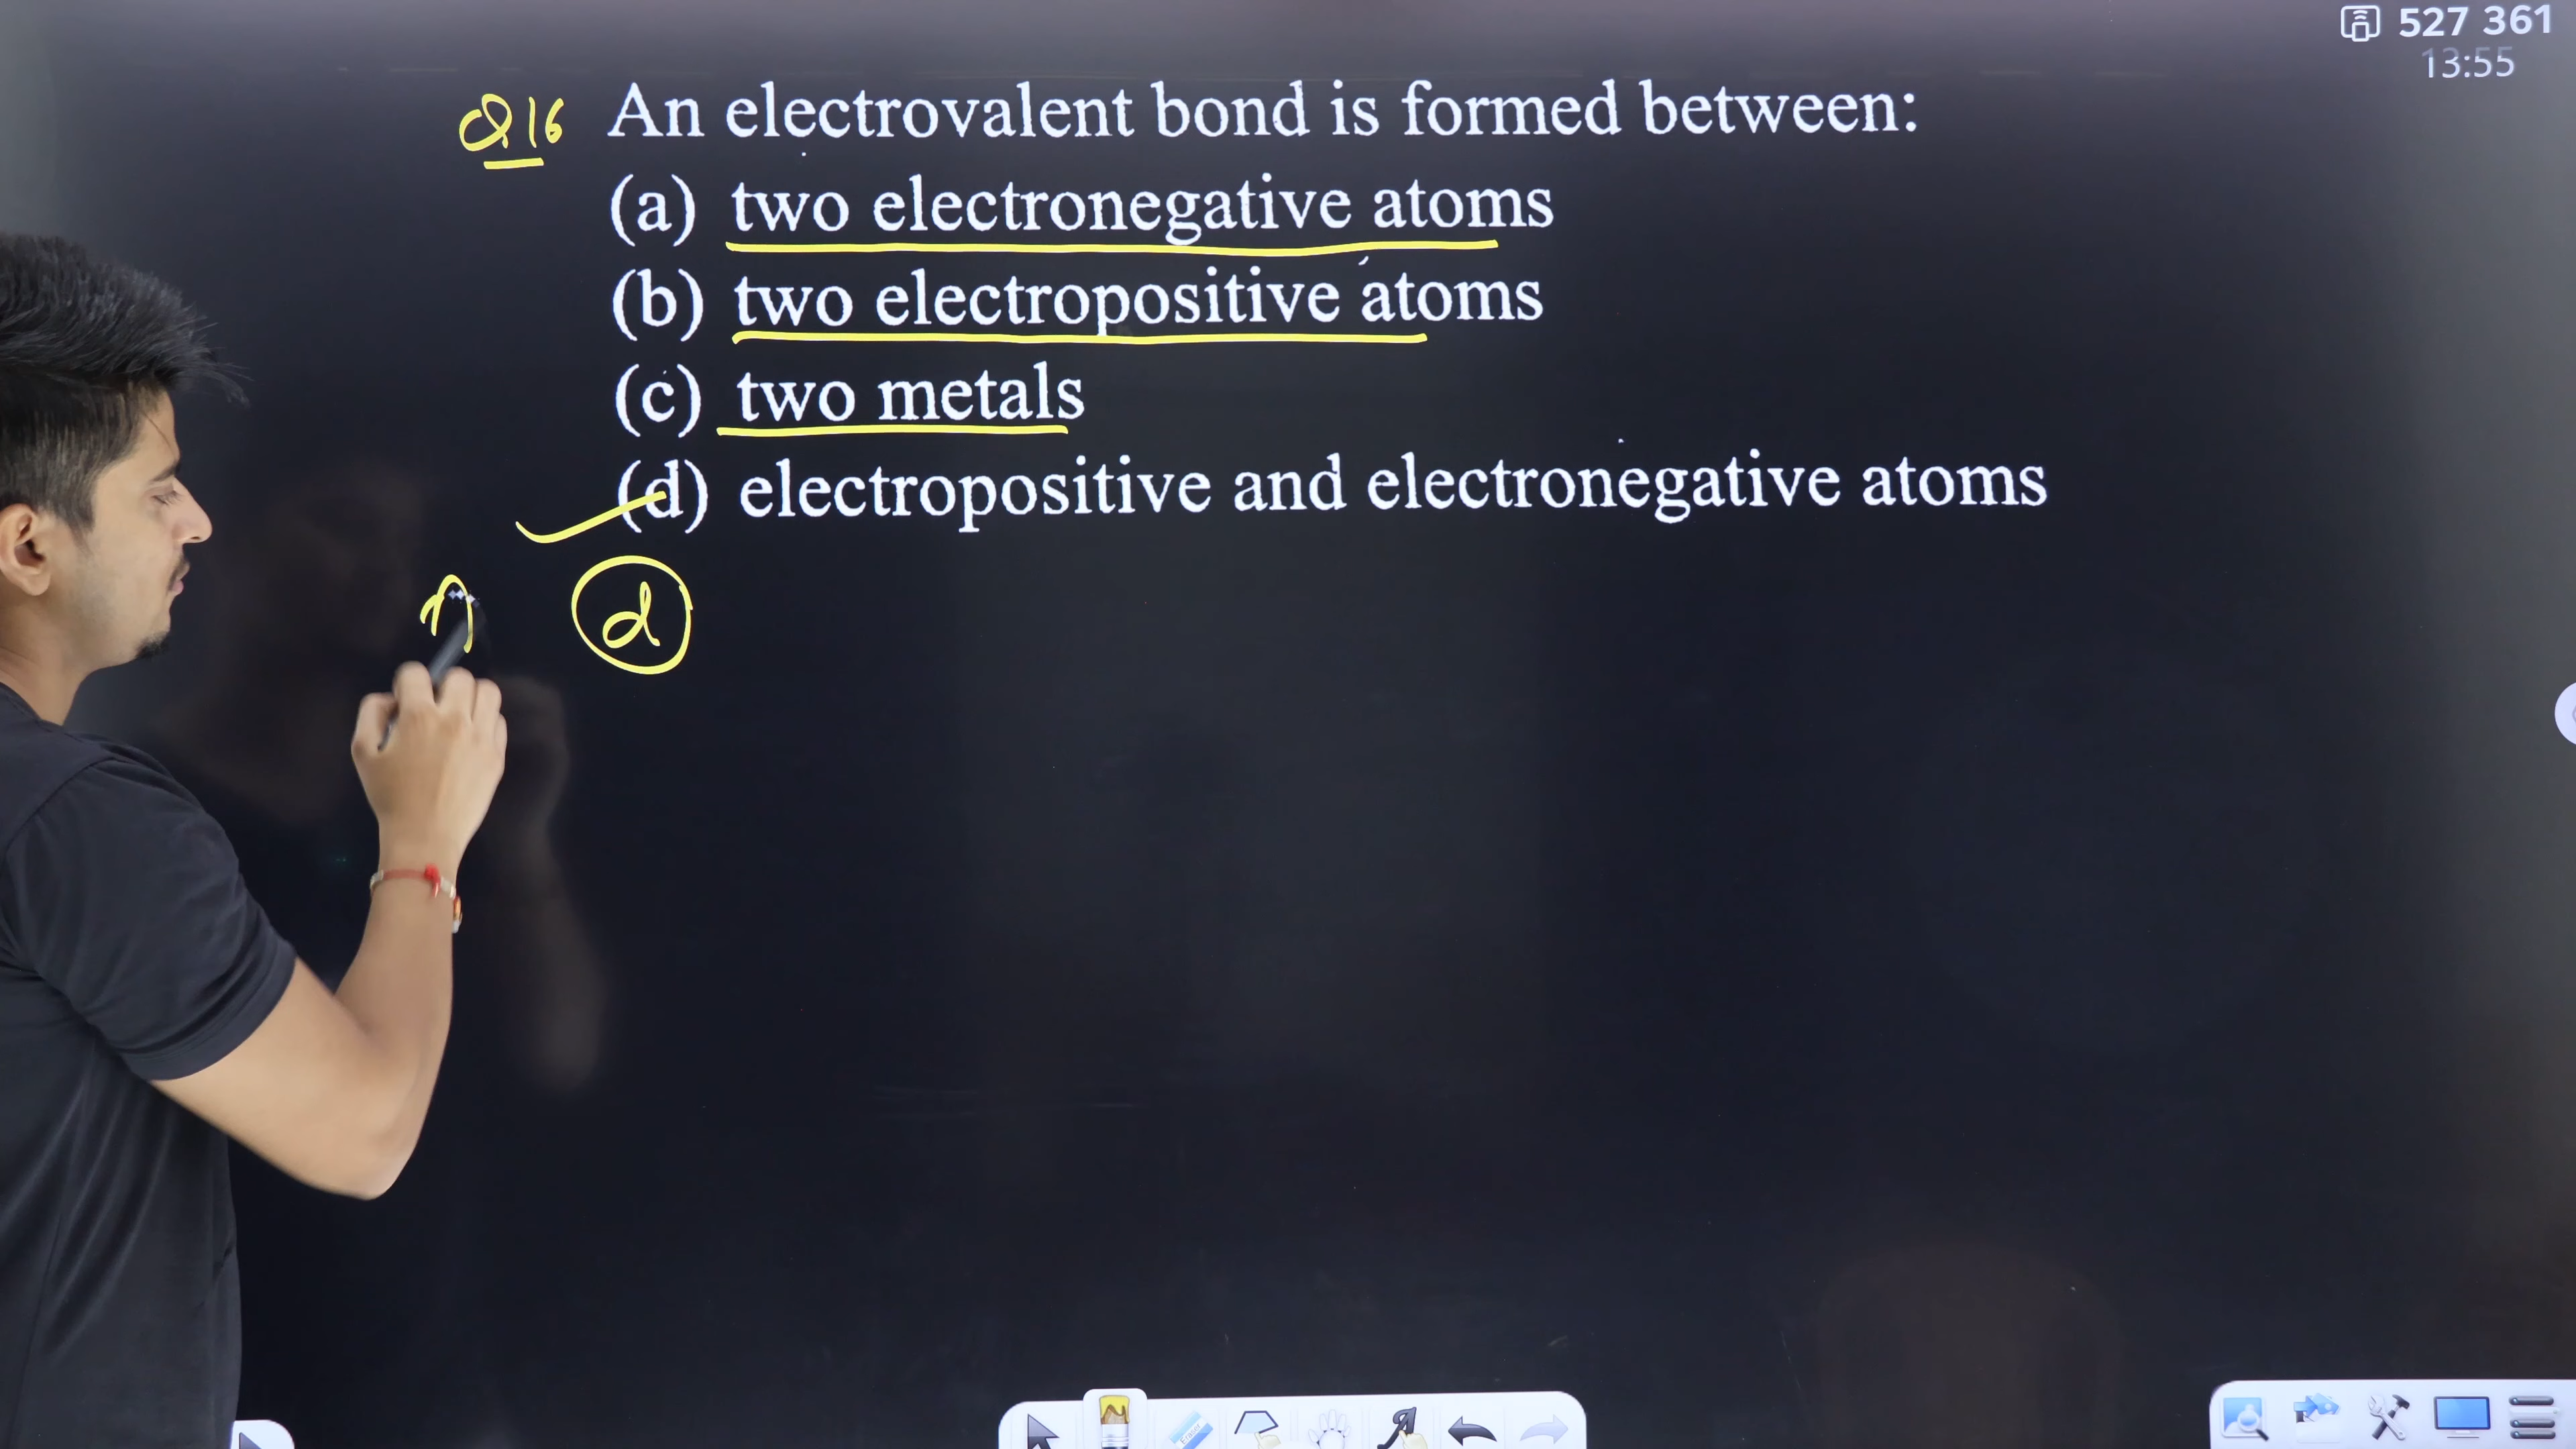 527 361
13:55
Q16 An electrovalent bond is formed between:
(a) two electronegative atoms
(b) two electropositive atoms
(c) two metals
(d) electropositive and electronegative atoms
d